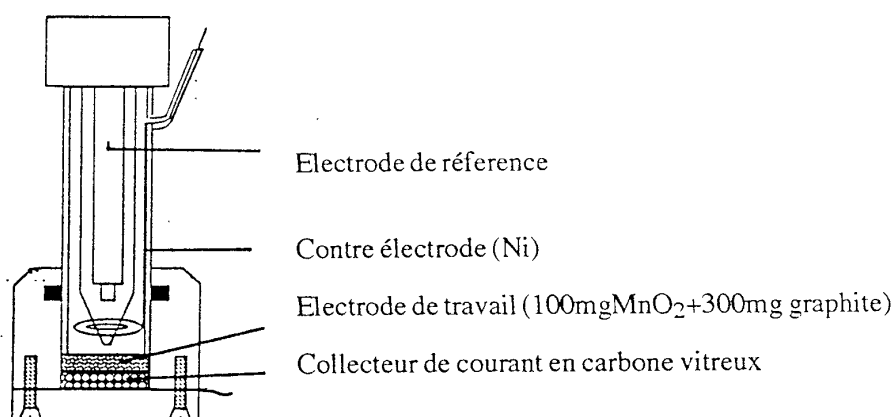 Electrode de réference
Contre électrode (Ni)
Electrode de travail (100mgMnO2+300mg graphite)
Collecteur de courant en carbone vitreux